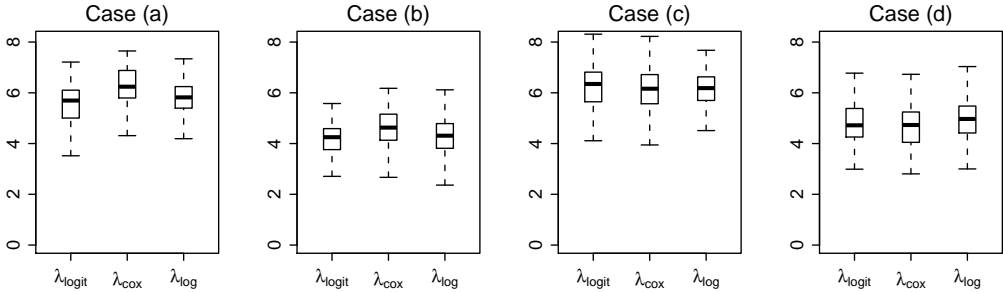 Case (a) Case (b) Case (c) Case (d)
8 8 8 8
6 6 6 6
4 4 4 4
2 2 2 2
0 0 0 0
λlogit λcox λlog λlogit λcox λlog λlogit λcox λlog λlogit λcox λlog